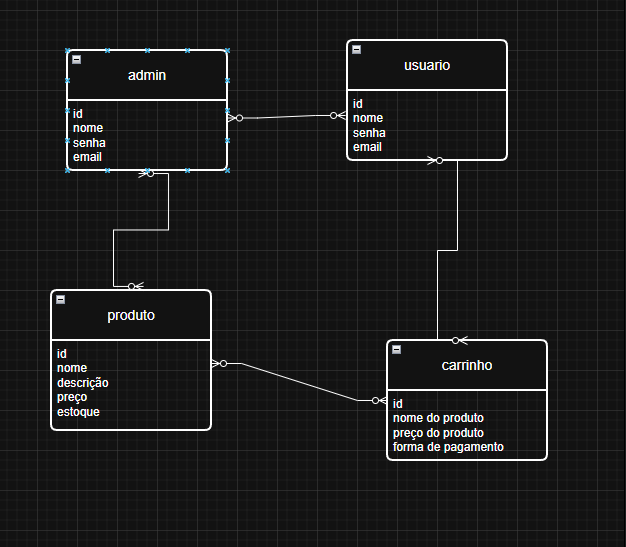 admin
id
nome
senha
email
usuario
id
nome
senha
email
produto
id
nome
descrição
preço
estoque
carrinho
id
nome do produto
preço do produto
forma de pagamento